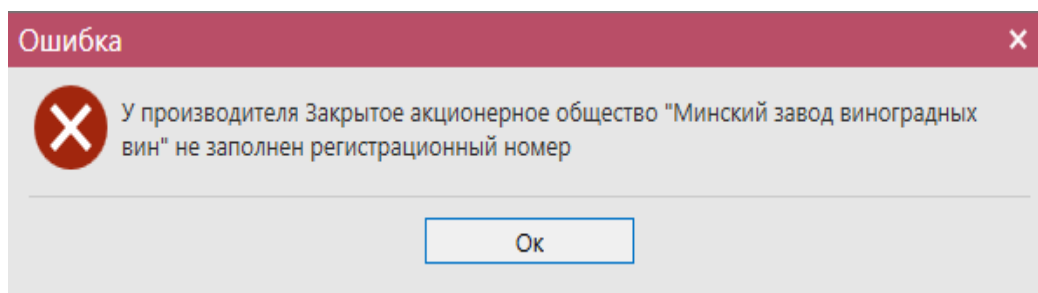 Ошибка
У производителя Закрытое акционерное общество "Минский завод виноградных
вин" не заполнен регистрационный номер
Ок